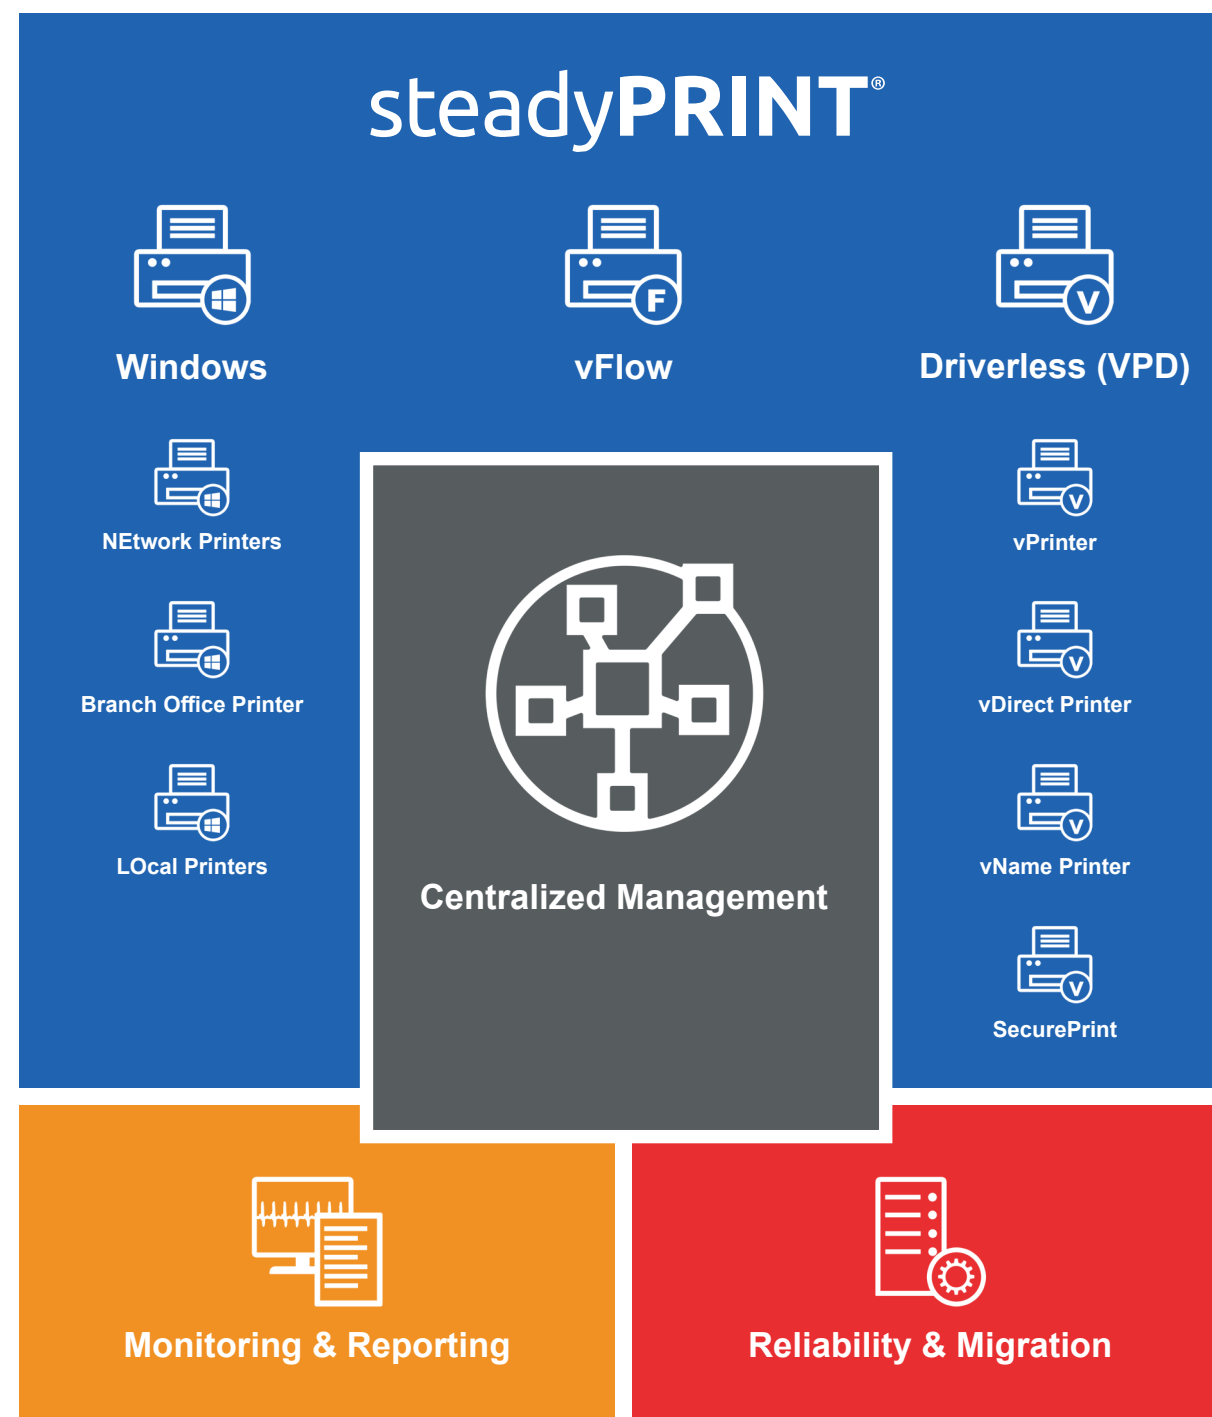 steadyPRINT®
Windows
vFlow
Driverless (VPD)
NEtwork Printers
vPrinter
Branch Office Printer
vDirect Printer
LOcal Printers
vName Printer
Centralized Management
SecurePrint
Monitoring & Reporting
Reliability & Migration